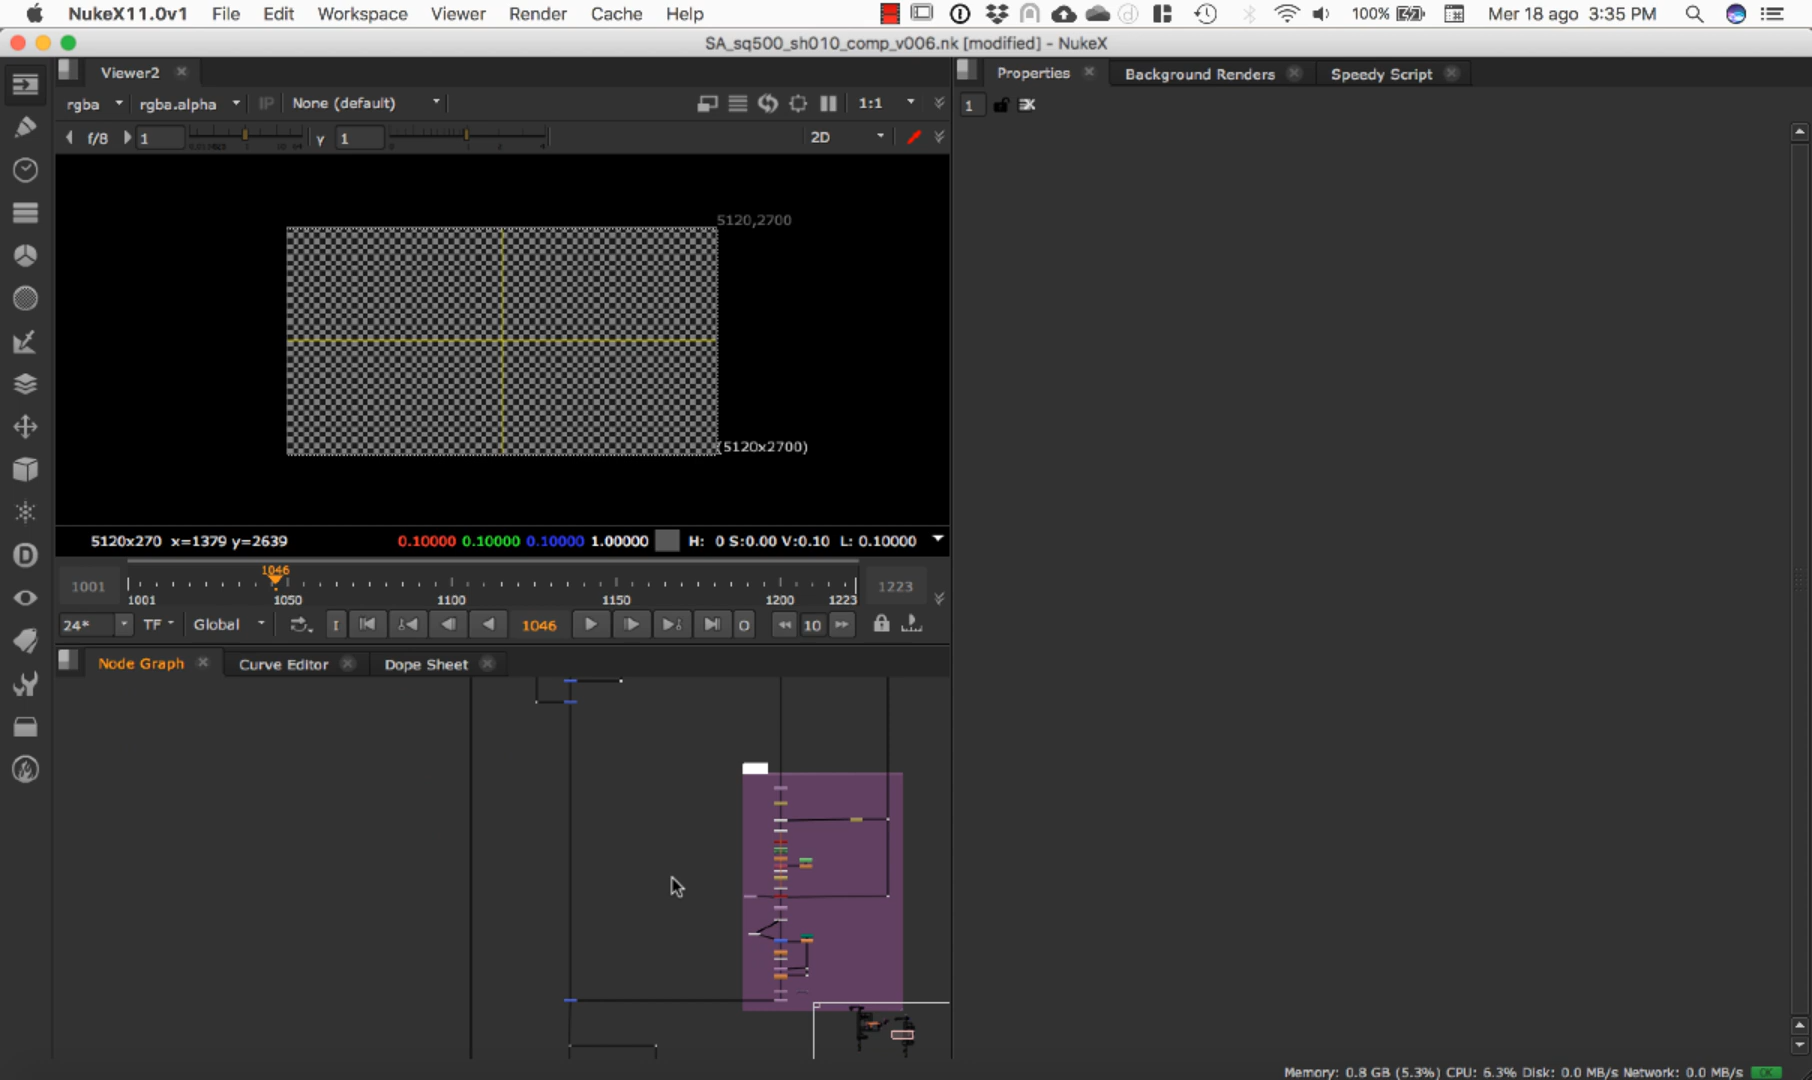 NukeX11.0v1 File Edit Workspace Viewer Render Cache Help 100% Mer 18 ago 3:35 PM
SA_sq500_sh010_comp_v006.nk [modified] - NukeX
Viewer2
rgba rgba.alpha IP None (default) 1:1
f/8 1 y 1 2D
5120,2700
(5120x2700)
5120x270 x=1379 y=2639 0.10000 0.10000 0.10000 1.00000 H: 0 S:0.00 V:0.10 L: 0.10000
1046
1001 1223
1001 1050 1100 1150 1200 1223
24* TF Global I 1046 O 10
Node Graph Curve Editor Dope Sheet
Properties Background Renders Speedy Script
1
Memory: 0.8 GB (5.3%) CPU: 6.3% Disk: 0.0 MB/s Network: 0.0 MB/s